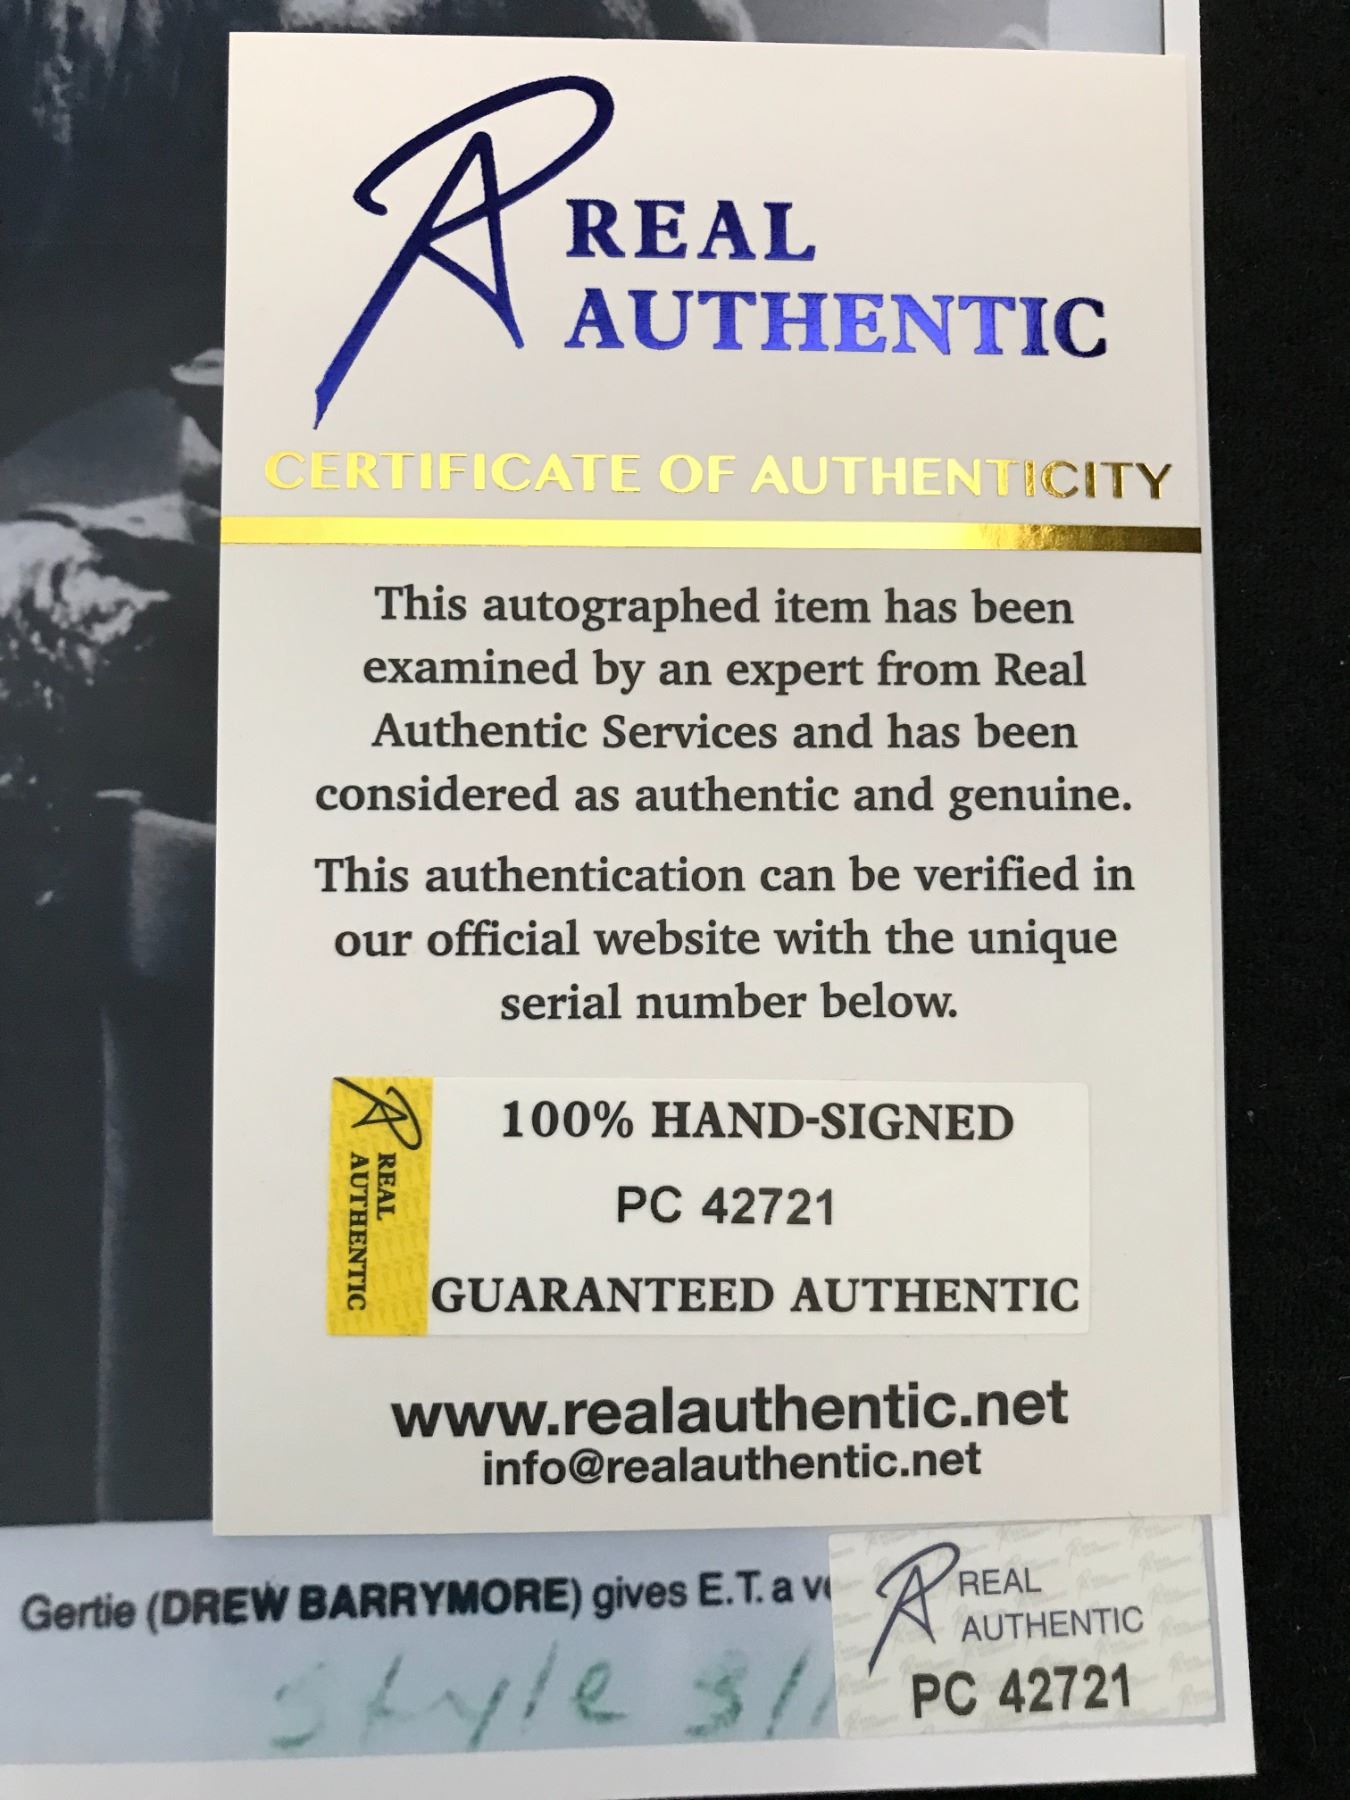 REAL
AUTHENTIC
CERTIFICATE OF AUTHENTICITY
This autographed item has been
examined by an expert from Real
Authentic Services and has been
considered as authentic and genuine.
This authentication can be verified in
our official website with the unique
serial number below.
REAL
AUTHENTIC
100% HAND-SIGNED
PC 42721
GUARANTEED AUTHENTIC
www.realauthentic.net
info@realauthentic.net
Gertie (DREW BARRYMORE) gives E.T. a
style
REAL
AUTHENTIC
PC 42721